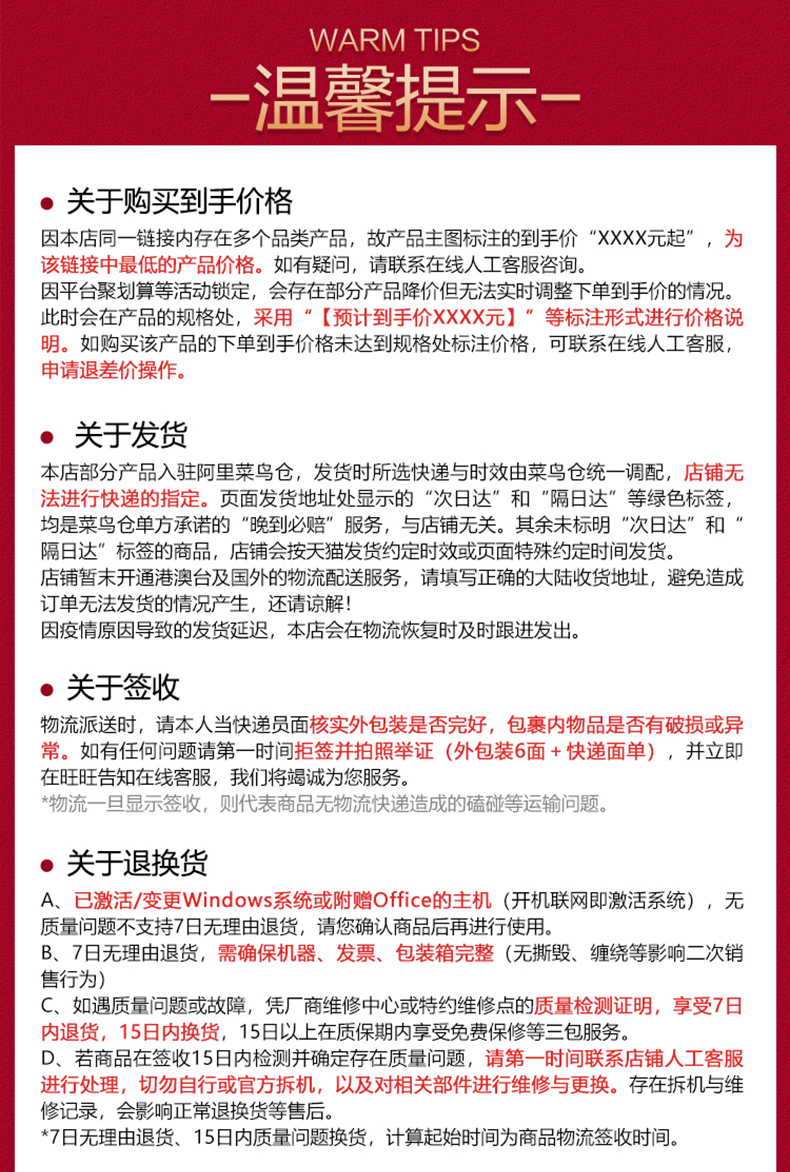 WARM TIPS
温馨提示
关于购买到手价格
因本店同一链接内存在多个品类产品，故产品主图标注的到手价“XXXX元起”，为
该链接中最低的产品价格。如有疑问，请联系在线人工客服咨询。
因平台聚划算等活动锁定，会存在部分产品降价但无法实时调整下单到手价的情况。
此时会在产品的规格处，采用“【预计到手价XXXX元】“等标注形式进行价格说
明。如购买该产品的下单到手价格未达到规格处标注价格，可联系在线人工客服，
申请退差价操作。
关于发货
本店部分产品入驻阿里菜鸟仓，发货时所选快递与时效由菜鸟仓统一调配，店铺无
法进行快递的指定。页面发货地址处显示的“次日达”和“隔日达”等绿色标签，
均是菜鸟仓单方承诺的“晚到必赔”服务，与店铺无关。其余未标明“次日达”和“
隔日达”标签的商品，店铺会按天猫发货约定时效或页面特殊约定时间发货。
店铺暂末开通港澳台及国外的物流配送服务，请填写正确的大陆收货地址，避免造成
订单无法发货的情况产生，还请谅解！
因疫情原因导致的发货延迟，本店会在物流恢复时及时跟进发出。
关于签收
物流派送时，请本人当快递员面核实外包装是否完好，包裹内物品是否有破损或异
常。如有任何问题请第一时间拒签并拍照举证（外包装6面+快递面单），并立即
在旺旺告知在线客服，我们将竭诚为您服务。
*物流一旦显示签收，则代表商品无物流快递造成的磕碰等运输问题。
关于退换货
A、已激活/变更Windows系统或附赠Office的主机（开机联网即激活系统），无
质量问题不支持7日无理由退货，请您确认商品后再进行使用。
B、7日无理由退货，需确保机器、发票、包装箱完整（无撕毁、缠绕等影响二次销
售行为）
C、如遇质量问题或故障，凭厂商维修中心或特约维修点的质量检测证明，享受7日
内退货，15日内换货，15日以上在质保期内享受免费保修等三包服务。
D、若商品在签收15日内检测并确定存在质量问题，请第一时间联系店铺人工客服
进行处理，切勿自行或官方拆机，以及对相关部件进行维修与更换。存在拆机与维
修记录，会影响正常退换货等售后。
*7日无理由退货、15日内质量问题换货，计算起始时间为商品物流签收时间。